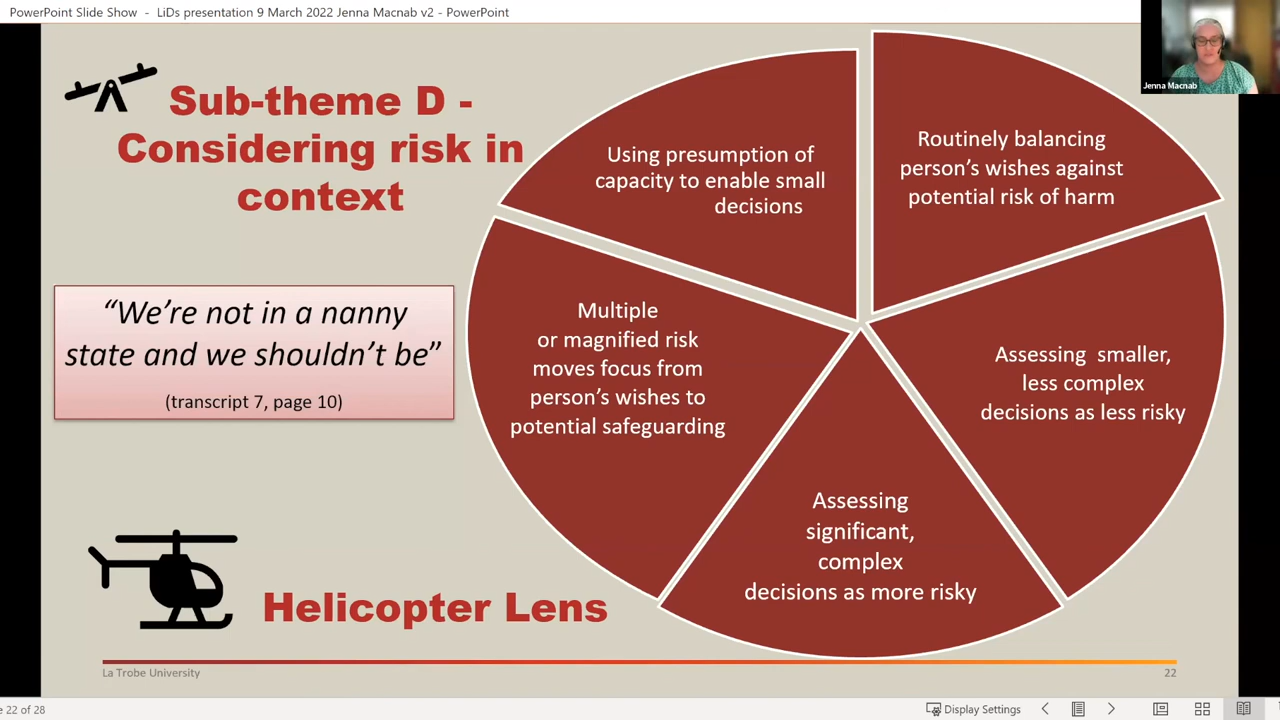 PowerPoint Slide Show - LiDs presentation 9 March 2022 Jenna Macnab v2 - PowerPoint
Jenna Macnab
Sub-theme D -
Considering risk in
context
“We’re not in a nanny
state and we shouldn’t be”
(transcript 7, page 10)
Using presumption of
capacity to enable small
decisions
Routinely balancing
person’s wishes against
potential risk of harm
Assessing smaller,
less complex
decisions as less risky
Assessing
significant,
complex
decisions as more risky
Multiple
or magnified risk
moves focus from
person’s wishes to
potential safeguarding
Helicopter Lens
La Trobe University
22
22 of 28
Display Settings